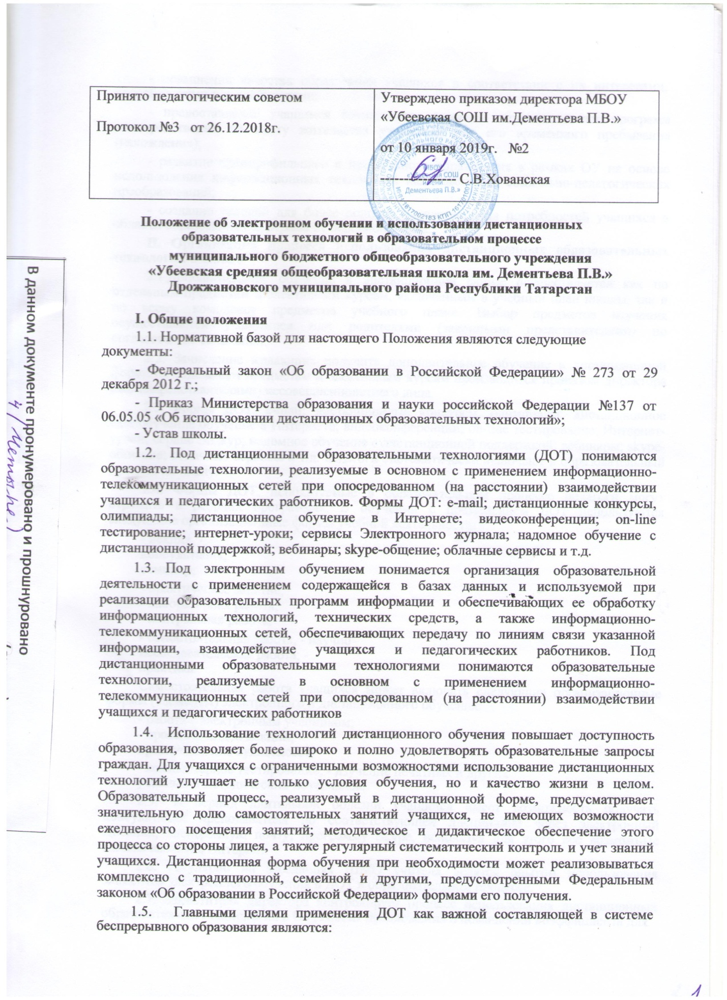 Принято педагогическим советом
Протокол №3 от 26.12.2018г.
Утверждено приказом директора МБОУ
«Убеевская СОШ им.Дементьева П.В.»
от 10 января 2019г. №2
----------------- С.В.Хованская
МБОУ
«Убеевская СОШ
имени
Дементьева П.В.»
ИНН 1617002183 КПП 161701001
Положение об электронном обучении и использовании дистанционных
образовательных технологий в образовательном процессе
муниципального бюджетного общеобразовательного учреждения
«Убеевская средняя общеобразовательная школа им. Дементьева П.В.»
Дрожжановского муниципального района Республики Татарстан
I. Общие положения
1.1. Нормативной базой для настоящего Положения являются следующие
документы:
- Федеральный закон «Об образовании в Российской Федерации» № 273 от 29
декабря 2012 г.;
- Приказ Министерства образования и науки российской Федерации №137 от
06.05.05 «Об использовании дистанционных образовательных технологий»;
- Устав школы.
1.2. Под дистанционными образовательными технологиями (ДОТ) понимаются
образовательные технологии, реализуемые в основном с применением информационно-
телекоммуникационных сетей при опосредованном (на расстоянии) взаимодействии
учащихся и педагогических работников. Формы ДОТ: e-mail; дистанционные конкурсы,
олимпиады; дистанционное обучение в Интернете; видеоконференции; on-line
тестирование; интернет-уроки; сервисы Электронного журнала; надомное обучение с
дистанционной поддержкой; вебинары; skype-общение; облачные сервисы и т.д.
1.3. Под электронным обучением понимается организация образовательной
деятельности с применением содержащейся в базах данных и используемой при
реализации образовательных программ информации и обеспечивающих ее обработку
информационных технологий, технических средств, а также информационно-
телекоммуникационных сетей, обеспечивающих передачу по линиям связи указанной
информации, взаимодействие учащихся и педагогических работников. Под
дистанционными образовательными технологиями понимаются образовательные
технологии, реализуемые в основном с применением информационно-
телекоммуникационных сетей при опосредованном (на расстоянии) взаимодействии
учащихся и педагогических работников
1.4. Использование технологий дистанционного обучения повышает доступность
образования, позволяет более широко и полно удовлетворять образовательные запросы
граждан. Для учащихся с ограниченными возможностями использование дистанционных
технологий улучшает не только условия обучения, но и качество жизни в целом.
Образовательный процесс, реализуемый в дистанционной форме, предусматривает
значительную долю самостоятельных занятий учащихся, не имеющих возможности
ежедневного посещения занятий; методическое и дидактическое обеспечение этого
процесса со стороны лицея, а также регулярный систематический контроль и учет знаний
учащихся. Дистанционная форма обучения при необходимости может реализовываться
комплексно с традиционной, семейной и другими, предусмотренными Федеральным
законом «Об образовании в Российской Федерации» формами его получения.
1.5. Главными целями применения ДОТ как важной составляющей в системе
беспрерывного образования являются:
В данном документе пронумеровано и прошнуровано
4 /четыре)
1